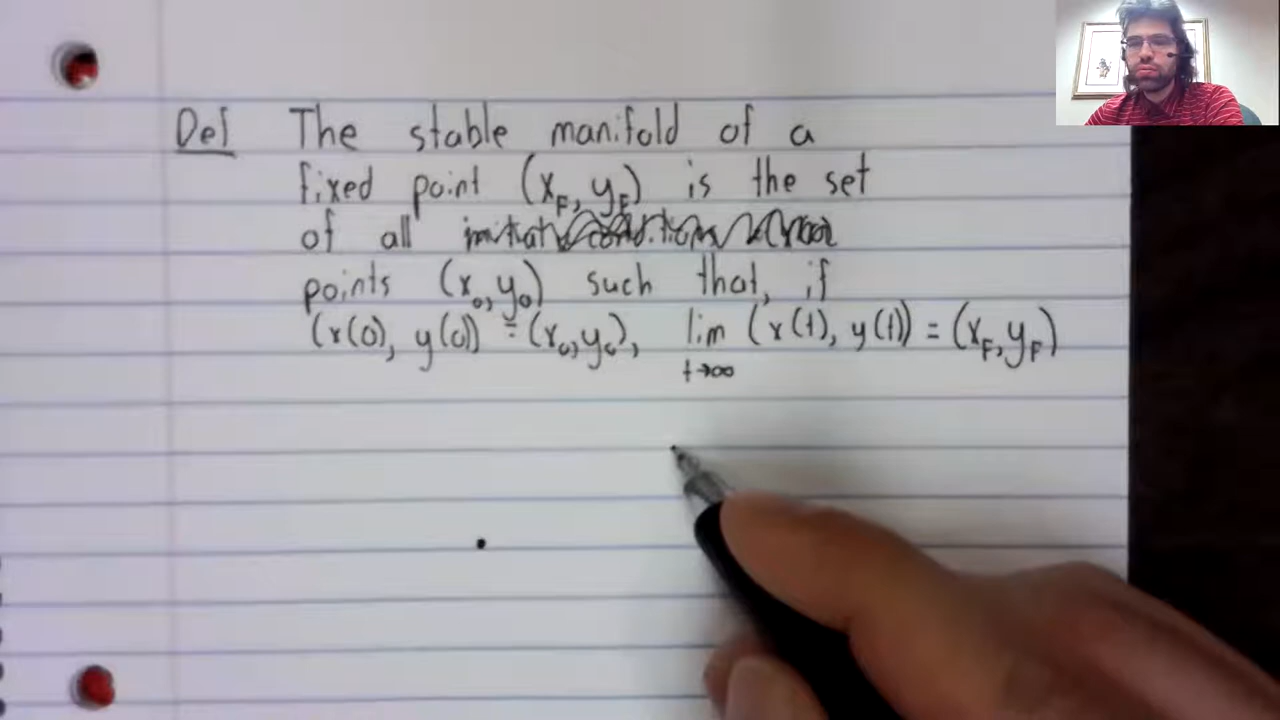 Def The stable manifold of a
fixed point (x_F, y_F) is the set
of all
points (x_0, y_0) such that, if
(x(0), y(0)) = (x_0, y_0), lim_{t→∞} (x(t), y(t)) = (x_F, y_F)